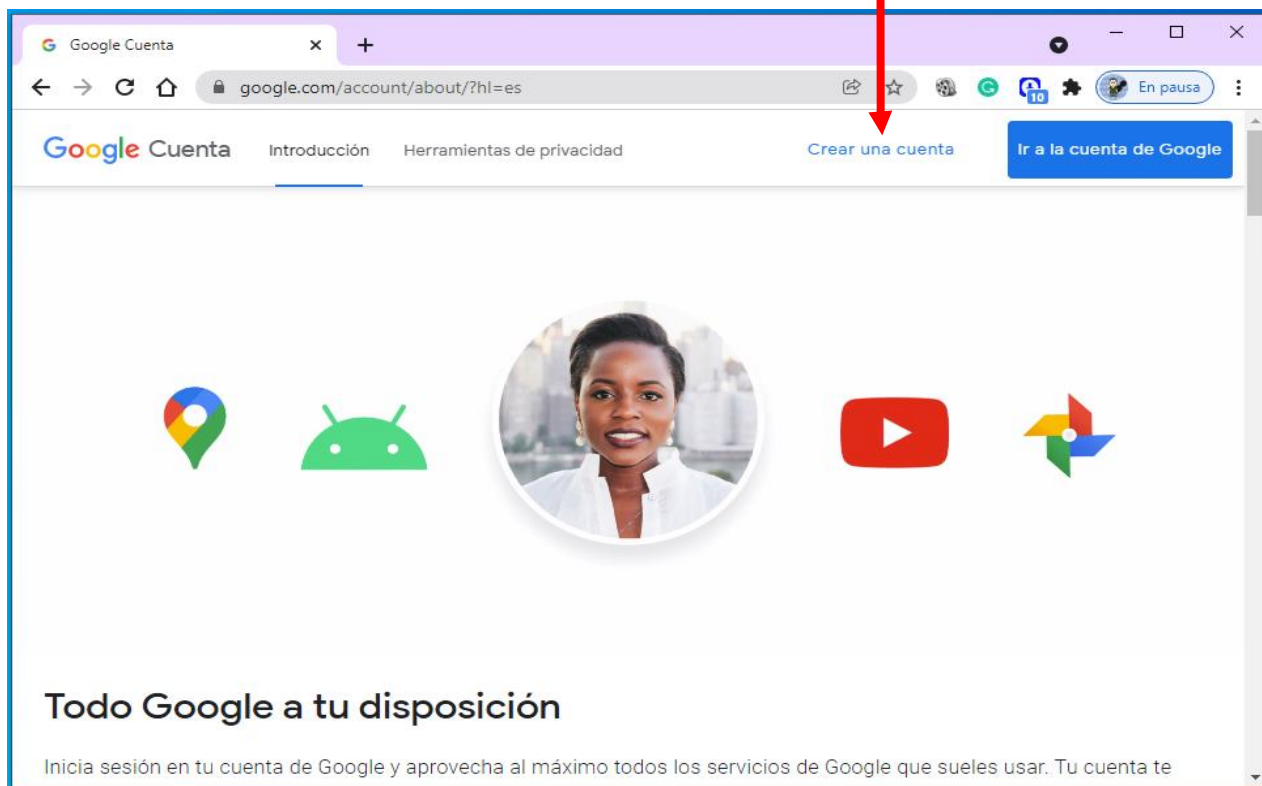 Google Cuenta
google.com/account/about/?hl=es
10
En pausa
Google Cuenta Introducción Herramientas de privacidad Crear una cuenta Ir a la cuenta de Google
Todo Google a tu disposición
Inicia sesión en tu cuenta de Google y aprovecha al máximo todos los servicios de Google que sueles usar. Tu cuenta te